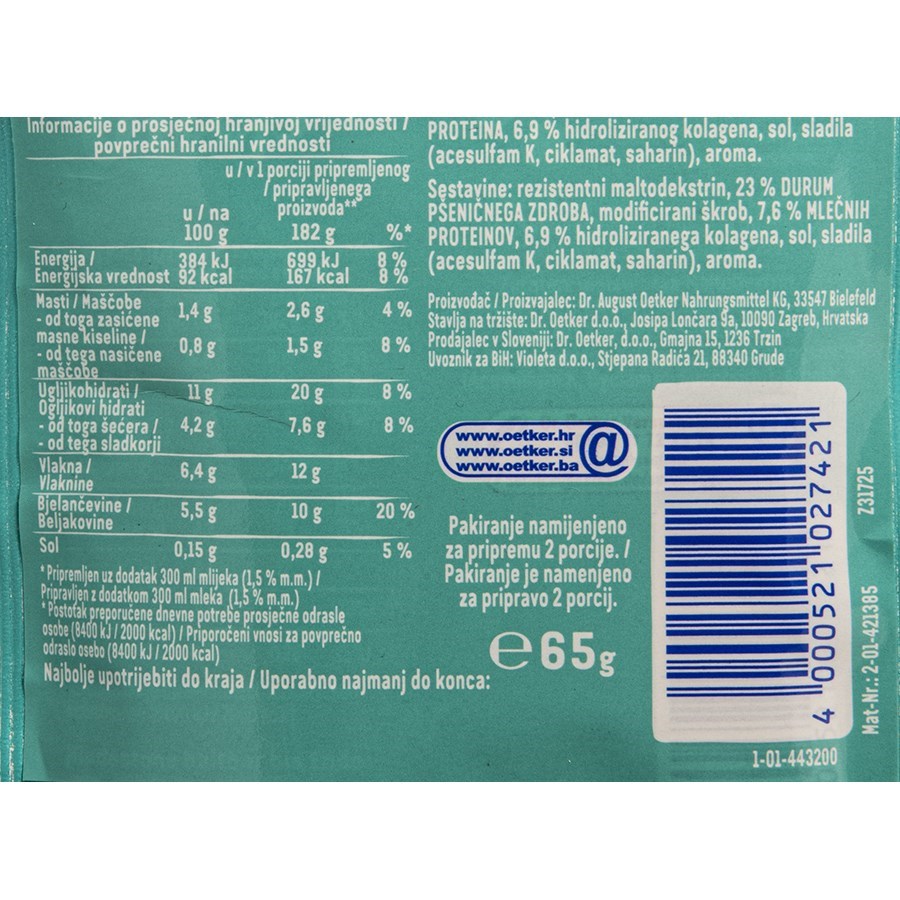 Informacije o prosječnoj hranjivoj vrijednosti /
povprečni hranilni vrednosti
u / v 1 porciji pripremljenog
/ pripravljenega
proizvoda**
u / na
100 g 182 g %*
Energija / 384 kJ 699 kJ 8 %
Energijska vrednost 92 kcal 167 kcal 8 %
Masti / Maščobe 1,4 g 2,6 g 4 %
- od toga zasićene
masne kiseline / 0,8 g 1,5 g 8 %
- od tega nasičene
maščobe
Ugljikohidrati / 11 g 20 g 8 %
Ogljikovi hidrati
- od toga šećera / 4,2 g 7,6 g 8 %
- od tega sladkorji
Vlakna / 6,4 g 12 g
Vlaknine
Bjelančevine / 5,5 g 10 g 20 %
Beljakovine
Sol 0,15 g 0,28 g 5 %
*Pripremljen uz dodatak 300 ml mlijeka (1,5 % m.m.) /
Pripravljen z dodatkom 300 ml mleka (1,5 % m.m.)
*Postotak preporučene dnevne potrebe prosječne odrasle
osobe (8400 kJ / 2000 kcal) / Priporočeni vnosi za povprečno
odraslo osebo (8400 kJ / 2000 kcal)
Najbolje upotrijebiti do kraja / Uporabno najmanj do konca:
PROTEINA, 6,9 % hidroliziranog kolagena, sol, sladila
(acesulfam K, ciklamat, saharin), aroma.
Sestavine: rezistentni maltodekstrin, 23 % DURUM
PŠENIČNEGA ZDROBA, modificirani škrob, 7,6 % MLEČNIH
PROTEINOV, 6,9 % hidroliziranega kolagena, sol, sladila
(acesulfam K, ciklamat, saharin), aroma.
Proizvođač / Proizvajalec: Dr. August Oetker Nahrungsmittel KG, 33547 Bielefeld
Stavlja na tržište: Dr. Oetker d.o.o., Josipa Lončara 9a, 10090 Zagreb, Hrvatska
Prodajalec v Sloveniji: Dr. Oetker, d.o.o., Gmajna 15, 1236 Trzin
Uvoznik za BiH: Violeta d.o.o., Stjepana Radića 21, 88340 Grude
www.oetker.hr
www.oetker.si
www.oetker.ba
@
Pakiranje namijenjeno
za pripremu 2 porcije. /
Pakiranje je namenjeno
za pripravo 2 porcij.
e 65 g
4 000521 027421
Z31725
Mat-Nr.: 2-01-421385
1-01-443200